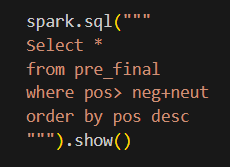 spark.sql("""
Select *
from pre_final
where pos> neg+neut
order by pos desc
""").show()